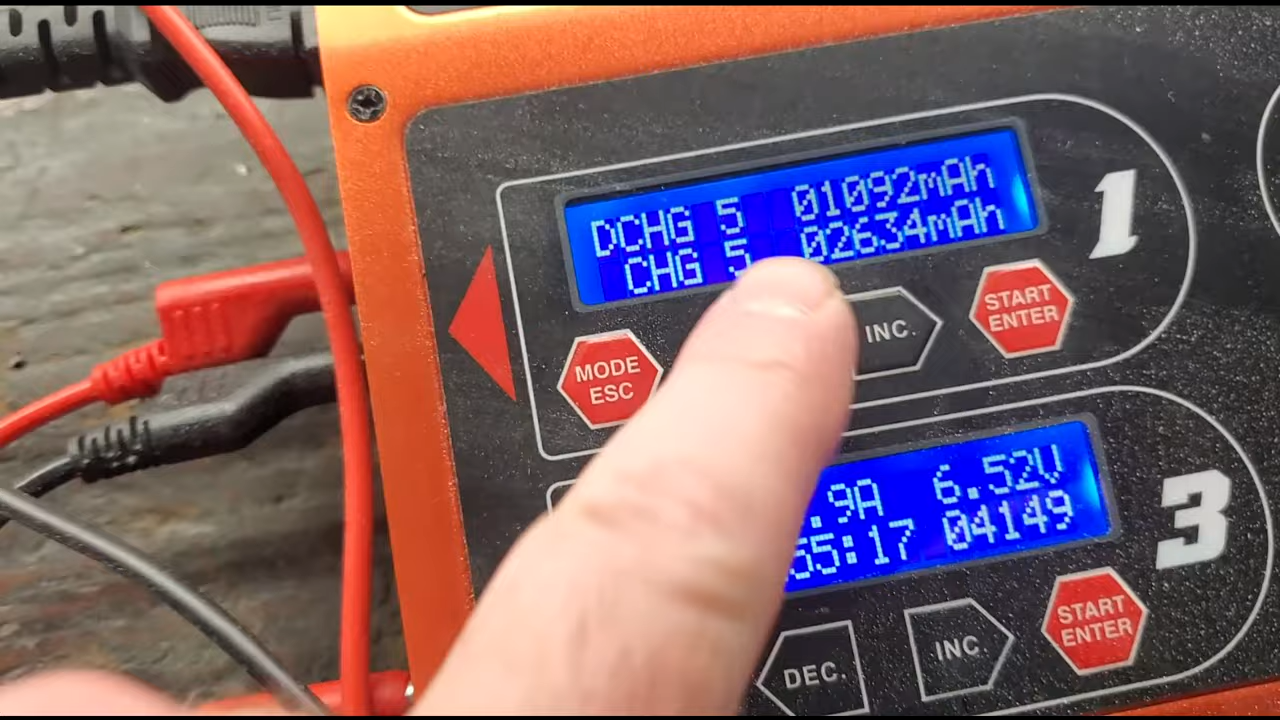 DCHG 5 01092mAh
CHG 5 02634mAh
1
MODE
ESC
INC.
START
ENTER
.9A 6.52V
55:17 04149
3
DEC.
INC.
START
ENTER